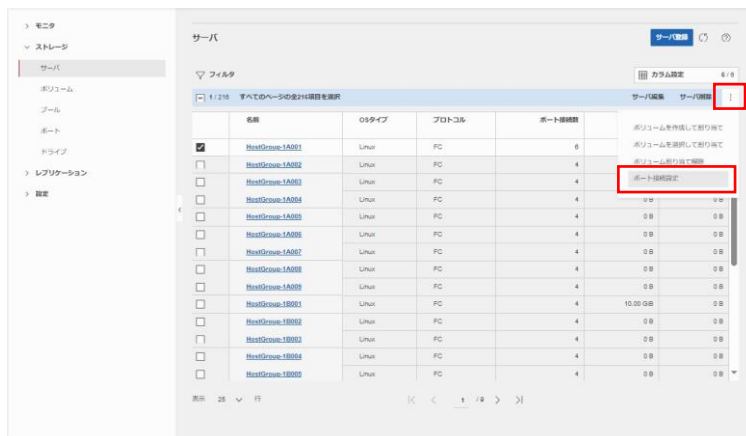 モニタ
ストレージ
サーバ
ボリューム
プール
ポート
ドライブ
レプリケーション
設定
サーバ
サーバ登録
フィルタ
カラム設定 6 / 6
1 / 216 すべてのページの全216項目を選択 サーバ編集 サーバ削除
名前 OSタイプ プロトコル ポート接続数
ボリュームを作成して割り当て
ボリュームを選択して割り当て
ボリューム割り当て解除
ポート接続設定
HostGroup-1A001 Linux FC 6
HostGroup-1A002 Linux FC 4
HostGroup-1A003 Linux FC 4
HostGroup-1A004 Linux FC 4 0 B 0 B
HostGroup-1A005 Linux FC 4 0 B 0 B
HostGroup-1A006 Linux FC 4 0 B 0 B
HostGroup-1A007 Linux FC 4 0 B 0 B
HostGroup-1A008 Linux FC 4 0 B 0 B
HostGroup-1A009 Linux FC 4 0 B 0 B
HostGroup-1B001 Linux FC 4 10.00 GiB 0 B
HostGroup-1B002 Linux FC 4 0 B 0 B
HostGroup-1B003 Linux FC 4 0 B 0 B
HostGroup-1B004 Linux FC 4 0 B 0 B
HostGroup-1B005 Linux FC 4 0 B 0 B
表示 25 行 1 / 9